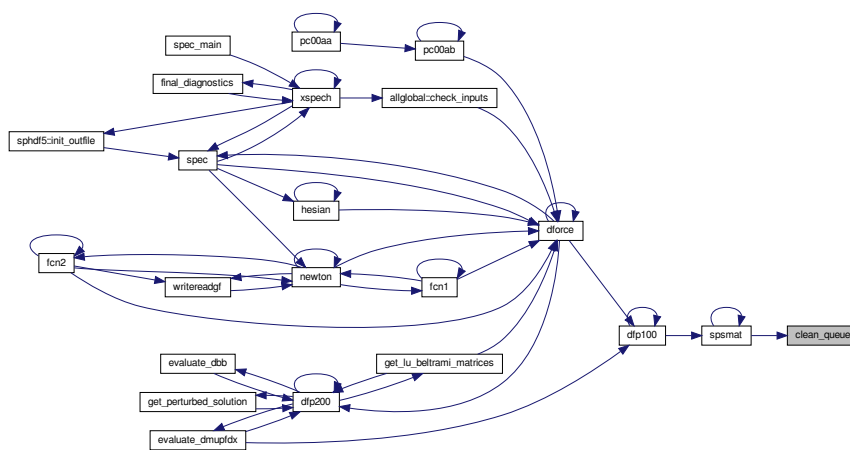 spec_main
pc00aa
pc00ab
final_diagnostics
xspech
allglobal::check_inputs
sphdf5::init_outfile
spec
hesian
dforce
fcn2
newton
writereadgf
fcn1
dfp100
spsmat
clean_queue
evaluate_dbb
get_lu_beltrami_matrices
get_perturbed_solution
dfp200
evaluate_dmupfdx